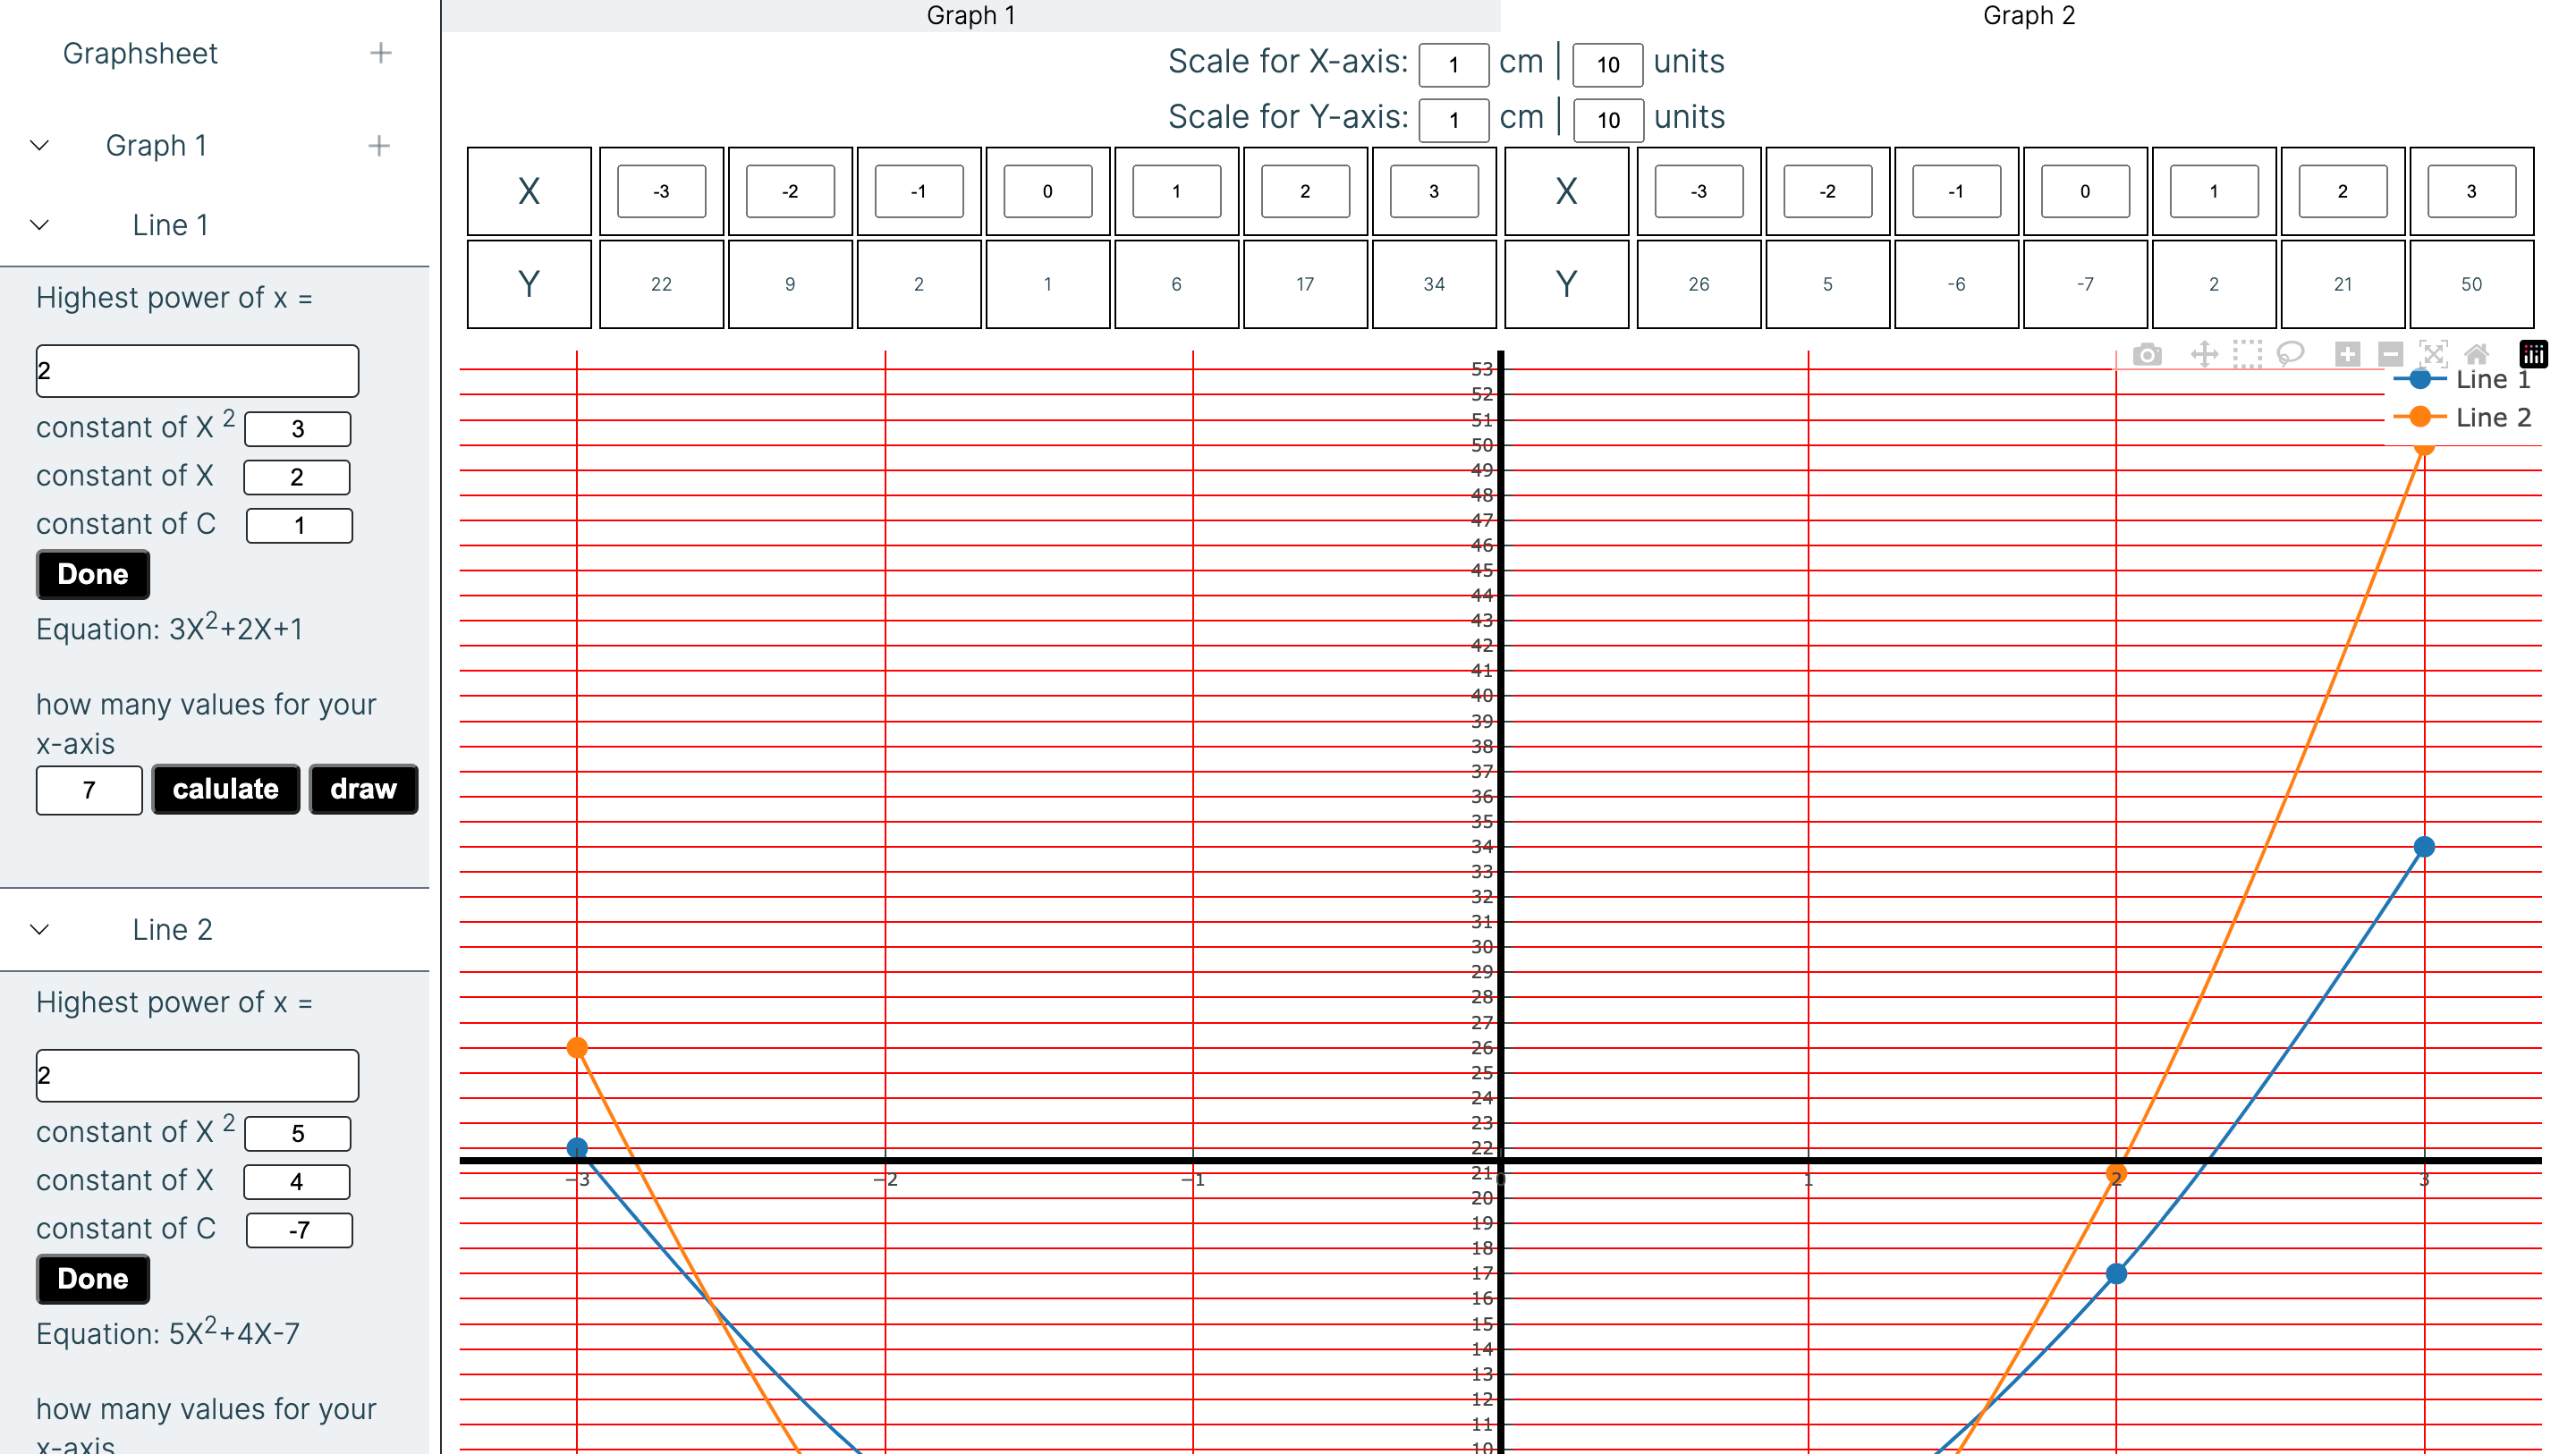 Graphsheet
Graph 1
Line 1
Highest power of x =
2
constant of X 2 3
constant of X 2
constant of C 1
Done
Equation: 3X2+2X+1
how many values for your
x-axis
7 calulate draw
Line 2
Highest power of x =
2
constant of X 2 5
constant of X 4
constant of C -7
Done
Equation: 5X2+4X-7
how many values for your
x-axis
Graph 1 Graph 2
Scale for X-axis: 1 cm | 10 units
Scale for Y-axis: 1 cm | 10 units
X -3 -2 -1 0 1 2 3 X -3 -2 -1 0 1 2 3
Y 22 9 2 1 6 17 34 Y 26 5 -6 -7 2 21 50
Line 1
Line 2
53
52
51
50
49
48
47
46
45
44
43
42
41
40
39
38
37
36
35
34
33
32
31
30
29
28
27
26
25
24
23
22
21
−3 −2 −1 0 1 2 3
20
19
18
17
16
15
14
13
12
11
10